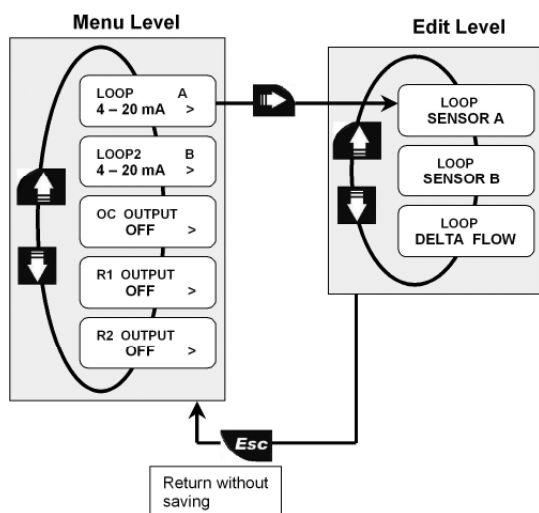 Menu Level
LOOP A
4 – 20 mA >
LOOP2 B
4 – 20 mA >
OC OUTPUT
OFF >
R1 OUTPUT
OFF >
R2 OUTPUT
OFF >
Edit Level
LOOP
SENSOR A
LOOP
SENSOR B
LOOP
DELTA FLOW
Esc
Return without
saving